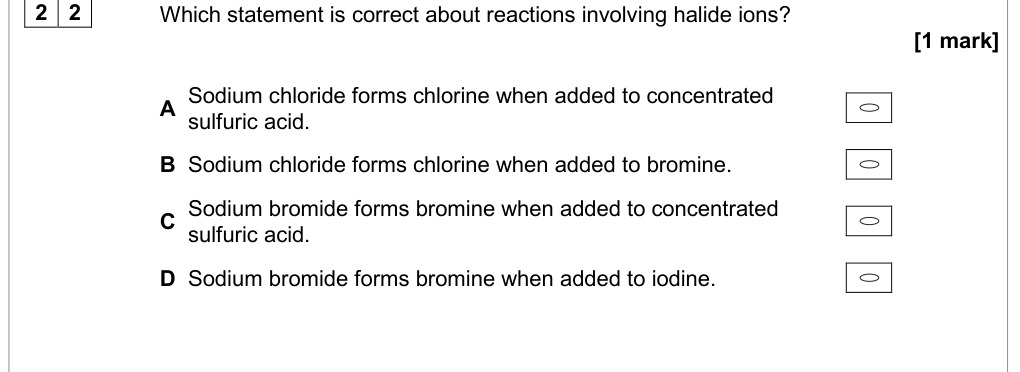 2 2 Which statement is correct about reactions involving halide ions?
[1 mark]
Sodium chloride forms chlorine when added to concentrated
A
sulfuric acid.
B Sodium chloride forms chlorine when added to bromine.
Sodium bromide forms bromine when added to concentrated
C
sulfuric acid.
D Sodium bromide forms bromine when added to iodine.